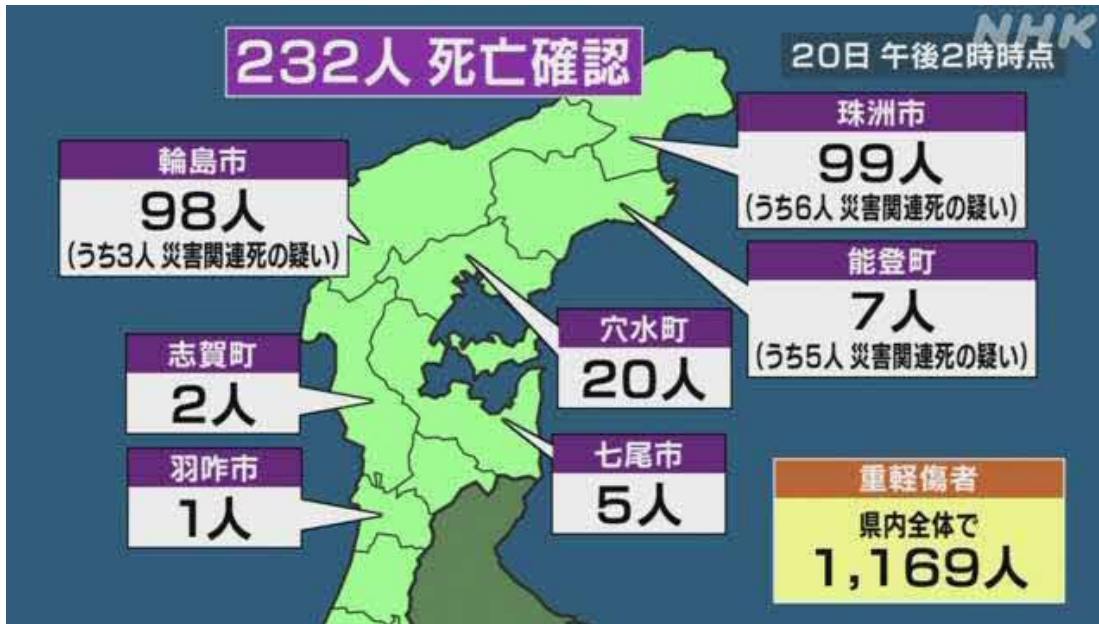 NHK
232人 死亡確認
20日 午後2時時点
珠洲市
99人
(うち6人 災害関連死の疑い)
輪島市
98人
(うち3人 災害関連死の疑い)
能登町
7人
(うち5人 災害関連死の疑い)
穴水町
20人
志賀町
2人
七尾市
5人
羽咋市
1人
重軽傷者
県内全体で
1,169人